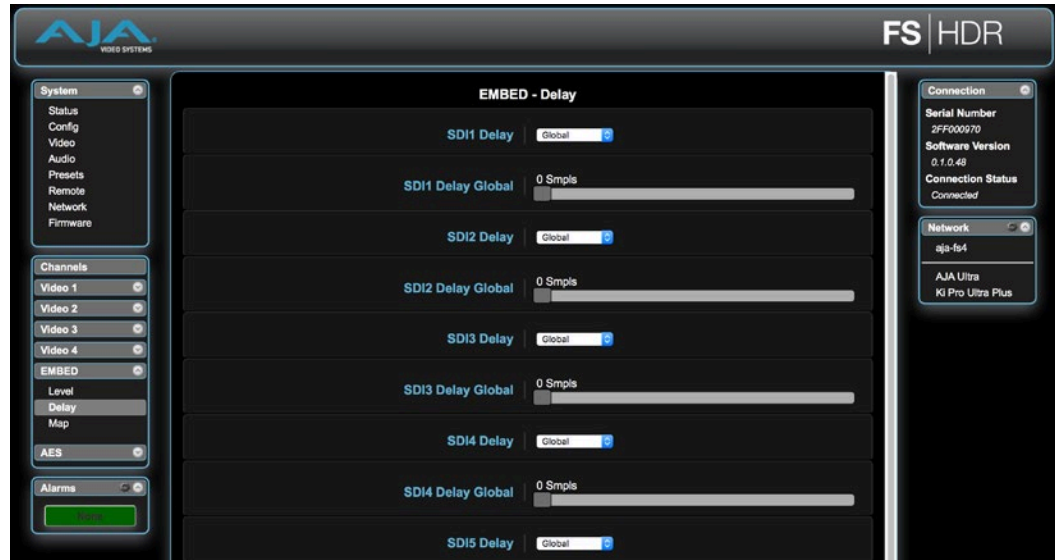 AJA
VIDEO SYSTEMS
FS|HDR
System
Status
Config
Video
Audio
Presets
Remote
Network
Firmware
Channels
Video 1
Video 2
Video 3
Video 4
EMBED
Level
Delay
Map
AES
Alarms
None
EMBED - Delay
SDI1 Delay Global
SDI1 Delay Global 0 Smpls
SDI2 Delay Global
SDI2 Delay Global 0 Smpls
SDI3 Delay Global
SDI3 Delay Global 0 Smpls
SDI4 Delay Global
SDI4 Delay Global 0 Smpls
SDI5 Delay Global
Connection
Serial Number
2FF000970
Software Version
0.1.0.48
Connection Status
Connected
Network
aja-fs4
AJA Ultra
Ki Pro Ultra Plus